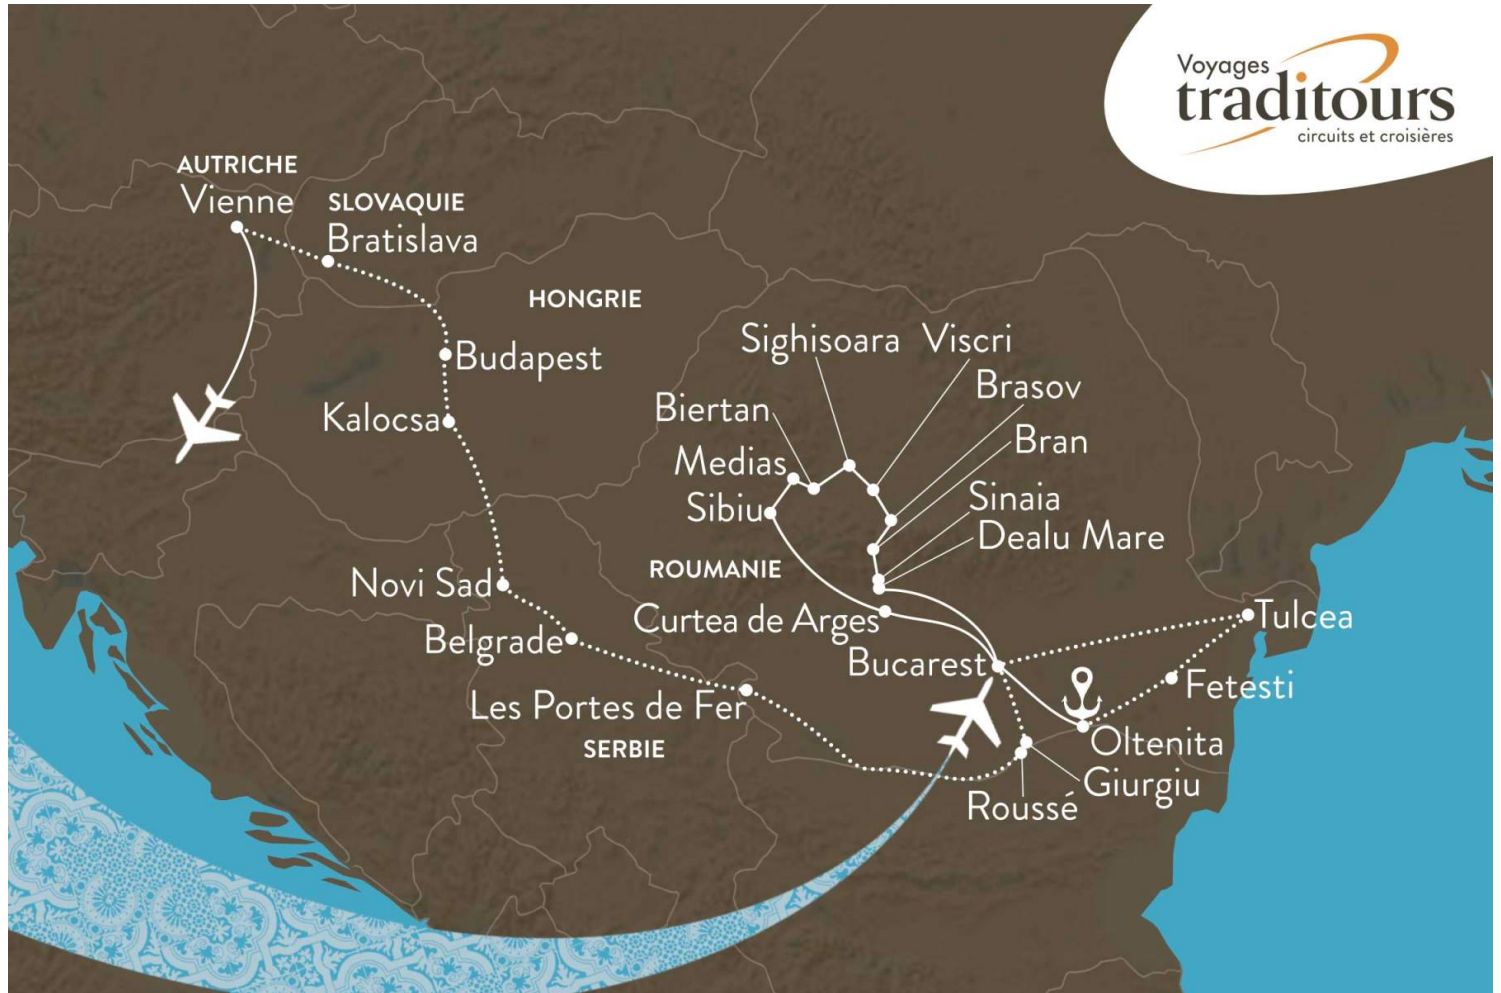 Voyages
traditours
circuits et croisières
AUTRICHE
Vienne
SLOVAQUIE
Bratislava
HONGRIE
Budapest
Kalocsa
Sighisoara
Viscri
Brasov
Biertan
Bran
Medias
Sinaia
Sibiu
Dealu Mare
ROUMANIE
Novi Sad
Curtea de Arges
Tulcea
Belgrade
Bucarest
Fetesti
Les Portes de Fer
SERBIE
Oltenita
Giurgiu
Roussé